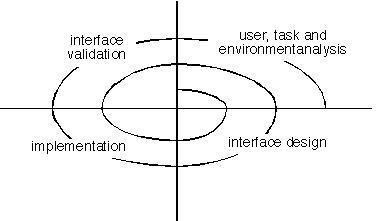 interface
validation
user, task and
environmentanalysis
implementation
interface design